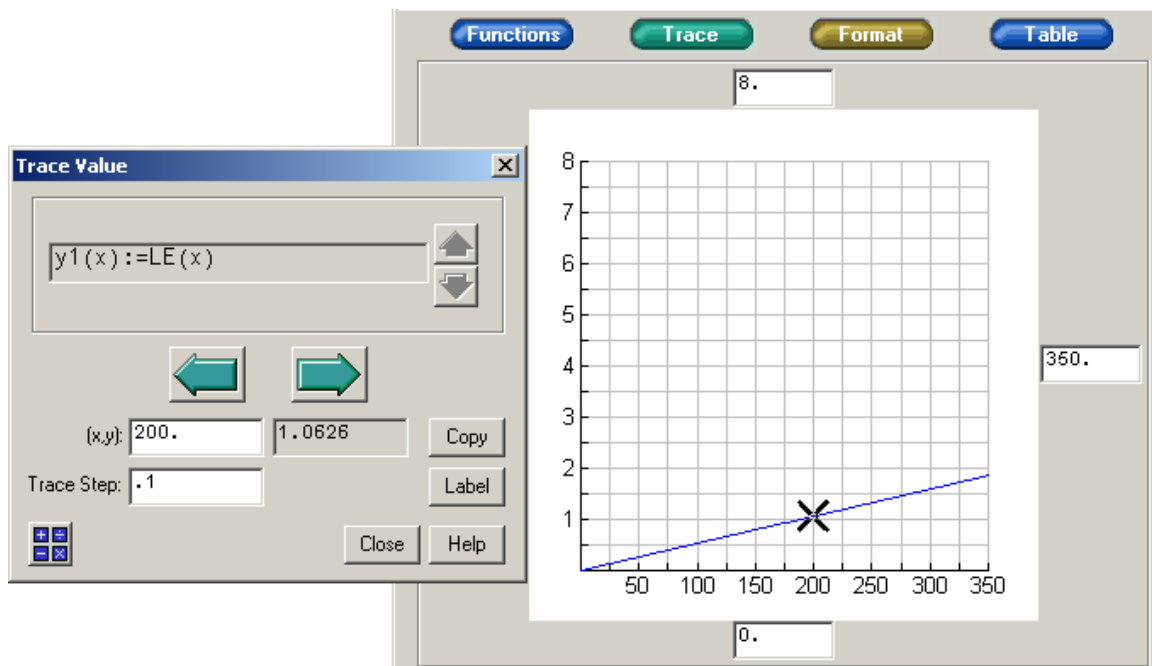 Functions Trace Format Table
8.
Trace Value
y1(x):=LE(x)
(x,y): 200. 1.0626 Copy
Trace Step: .1 Label
Close Help
8
7
6
5
4
3
2
1
50 100 150 200 250 300 350
350.
0.